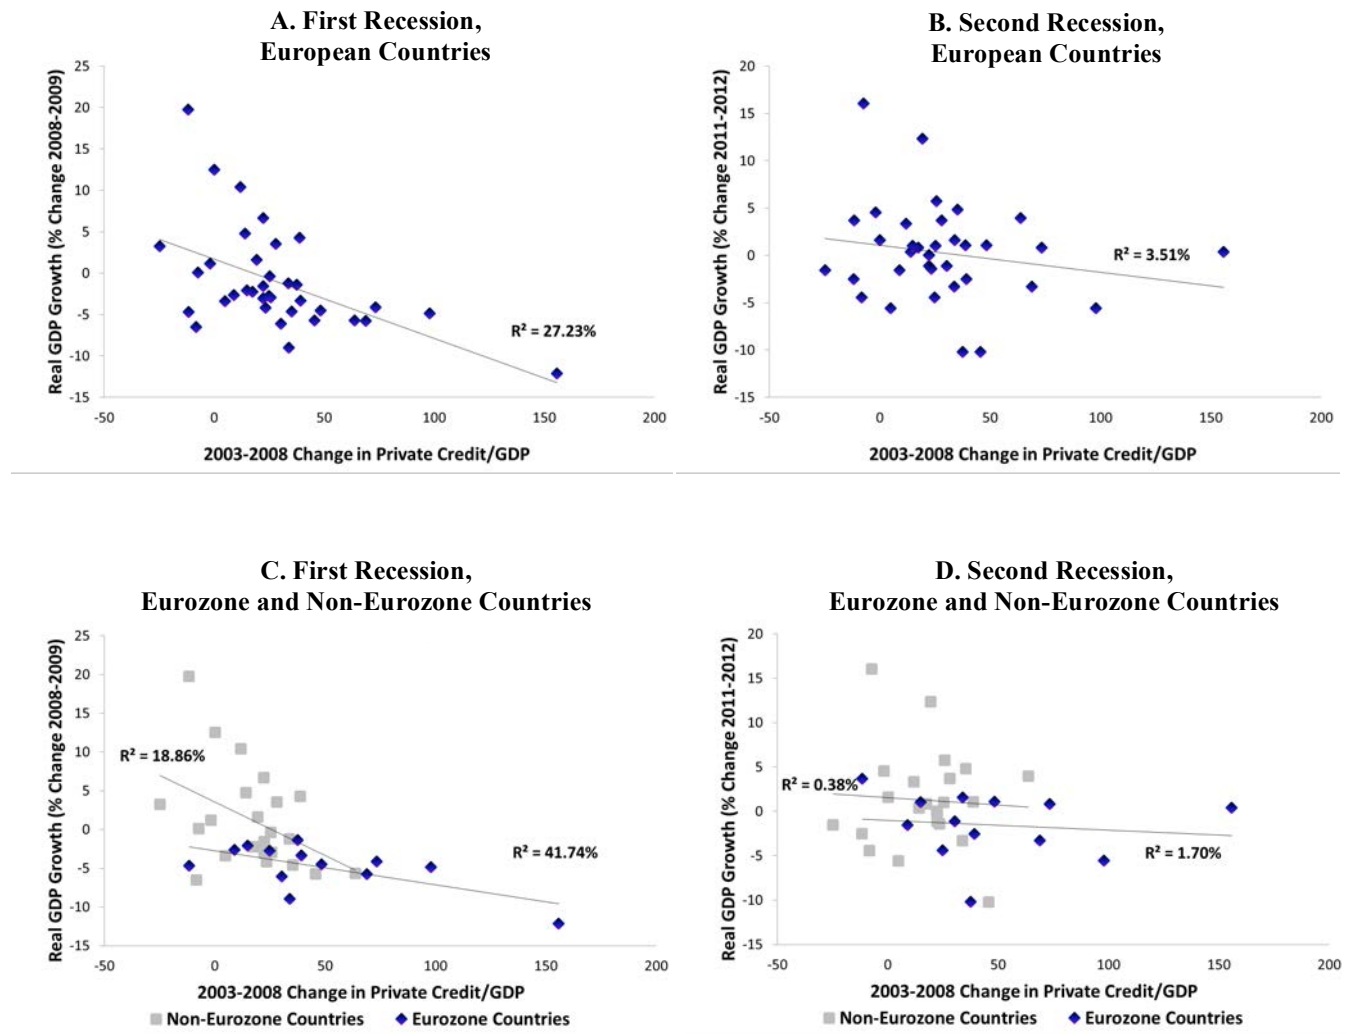 A. First Recession,
European Countries
Real GDP Growth (% Change 2008-2009)
25
20
15
10
5
0
-5
-10
-15
-50
0
50
100
150
200
R² = 27.23%
2003-2008 Change in Private Credit/GDP
B. Second Recession,
European Countries
Real GDP Growth (% Change 2011-2012)
20
15
10
5
0
-5
-10
-15
-50
0
50
100
150
200
R² = 3.51%
2003-2008 Change in Private Credit/GDP
C. First Recession,
Eurozone and Non-Eurozone Countries
Real GDP Growth (% Change 2008-2009)
25
20
15
10
5
0
-5
-10
-15
-50
0
50
100
150
200
R² = 18.86%
R² = 41.74%
2003-2008 Change in Private Credit/GDP
Non-Eurozone Countries
Eurozone Countries
D. Second Recession,
Eurozone and Non-Eurozone Countries
Real GDP Growth (% Change 2011-2012)
20
15
10
5
0
-5
-10
-15
-50
0
50
100
150
200
R² = 0.38%
R² = 1.70%
2003-2008 Change in Private Credit/GDP
Non-Eurozone Countries
Eurozone Countries